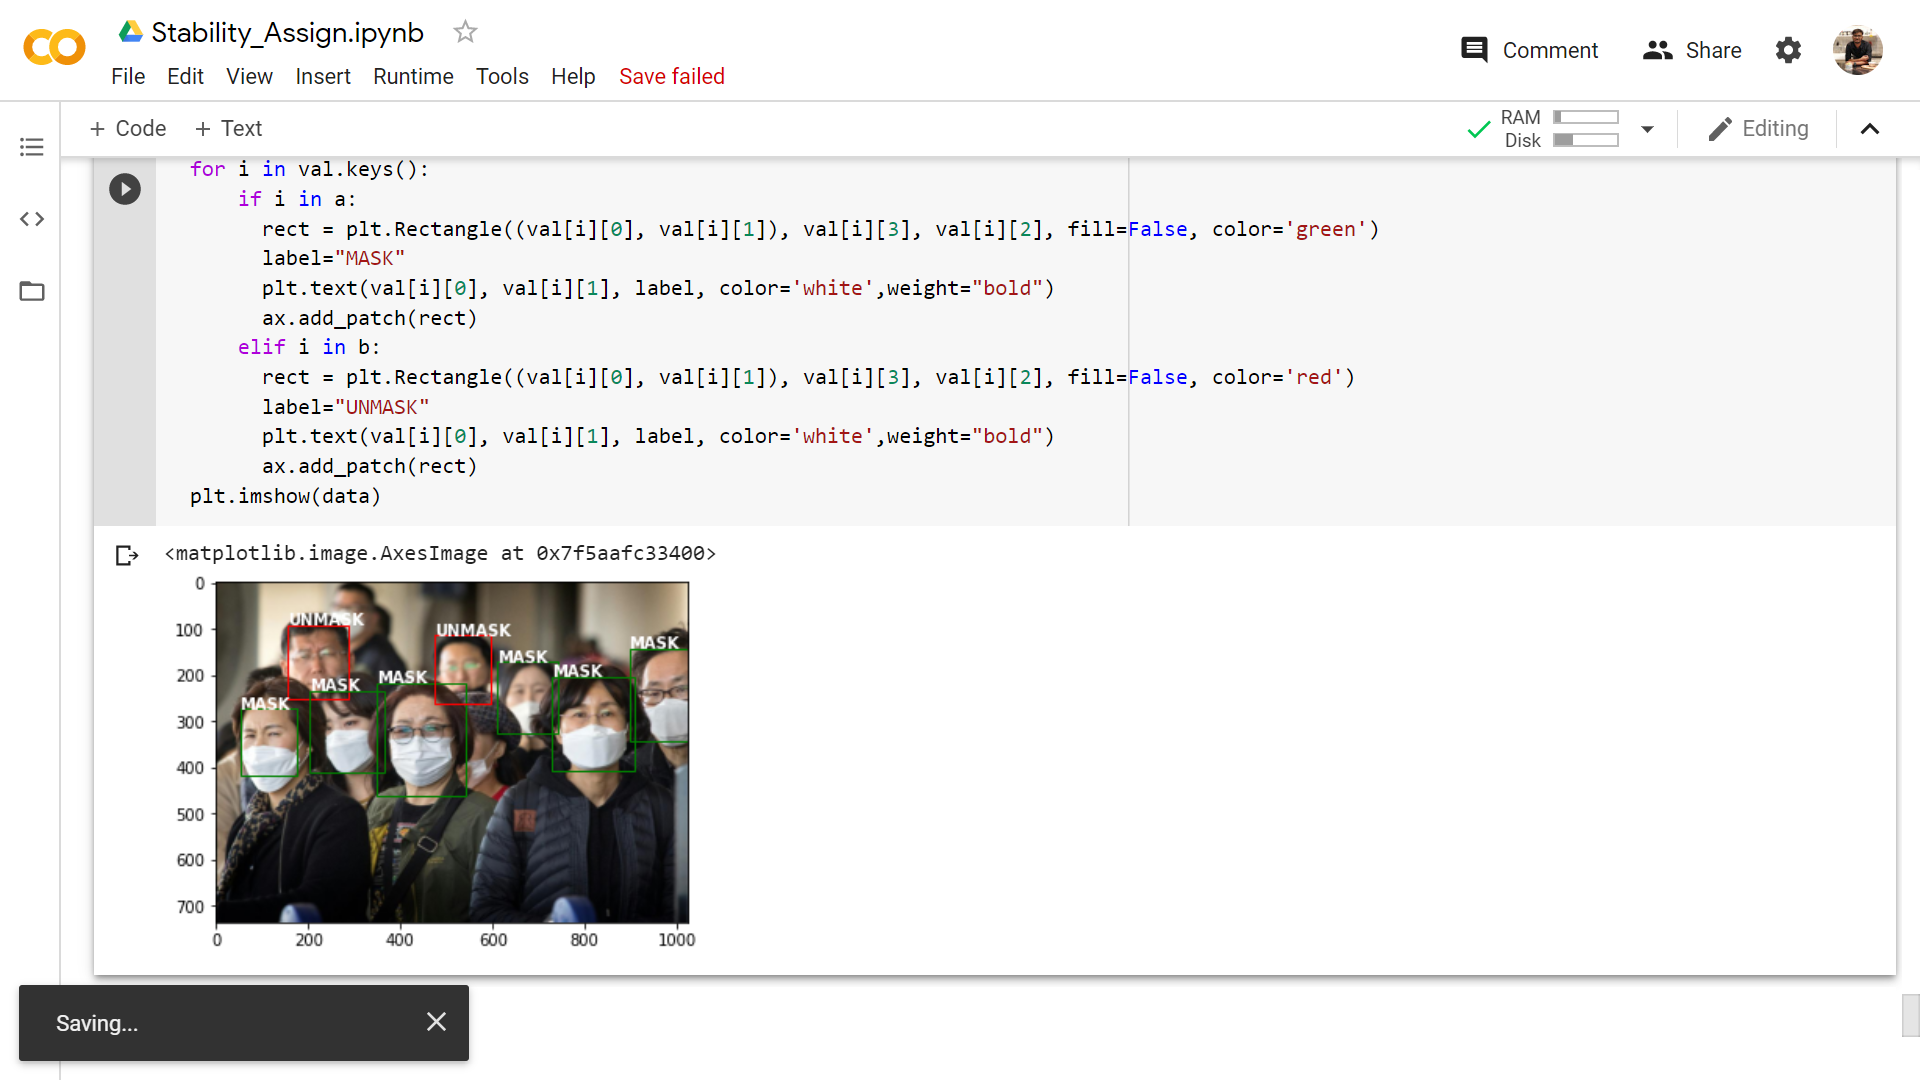 Stability_Assign.ipynb
File Edit View Insert Runtime Tools Help Save failed
Comment Share
+ Code + Text
RAM
Disk
Editing
for i in val.keys():
    if i in a:
      rect = plt.Rectangle((val[i][0], val[i][1]), val[i][3], val[i][2], fill=False, color='green')
      label="MASK"
      plt.text(val[i][0], val[i][1], label, color='white',weight="bold")
      ax.add_patch(rect)
    elif i in b:
      rect = plt.Rectangle((val[i][0], val[i][1]), val[i][3], val[i][2], fill=False, color='red')
      label="UNMASK"
      plt.text(val[i][0], val[i][1], label, color='white',weight="bold")
      ax.add_patch(rect)
plt.imshow(data)
<matplotlib.image.AxesImage at 0x7f5aafc33400>
0
100
200
300
400
500
600
700
UNMASK
UNMASK
MASK
MASK
MASK
MASK
MASK
MASK
0 200 400 600 800 1000
Saving...